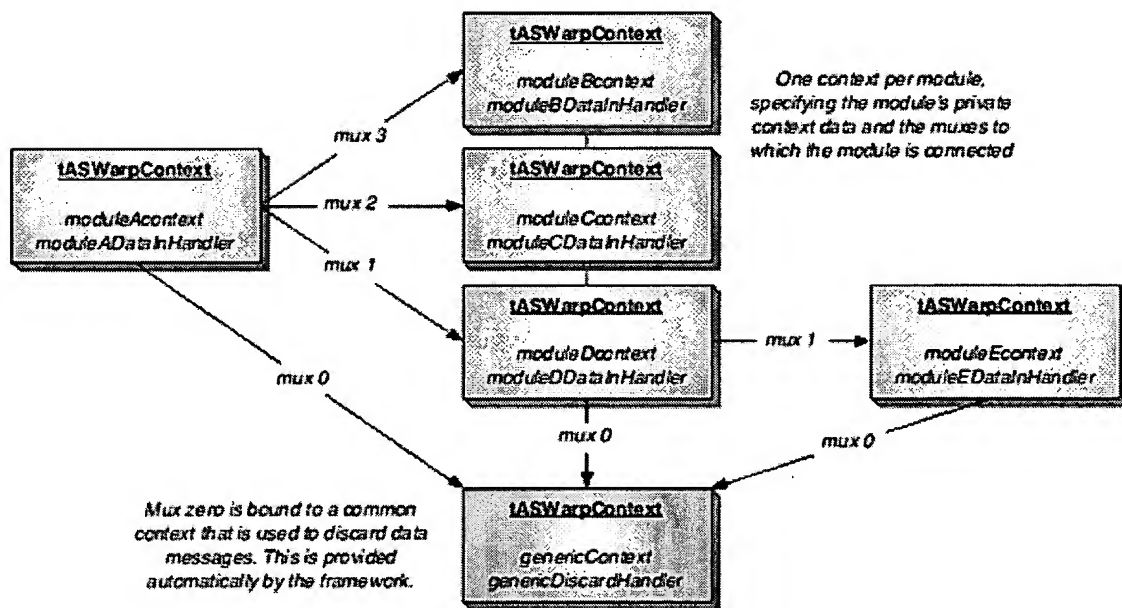 tASWarpContext
moduleBcontext
moduleBDataInHandler
One context per module,
specifying the module's private
context data and the muxes to
which the module is connected
mux 3
tASWarpContext
moduleAcontext
moduleADataInHandler
mux 2
tASWarpContext
moduleCcontext
moduleCDataInHandler
mux 1
tASWarpContext
moduleDcontext
moduleDDataInHandler
mux 1
tASWarpContext
moduleEcontext
moduleEDataInHandler
mux 0
mux 0
mux 0
Mux zero is bound to a common
context that is used to discard data
messages. This is provided
automatically by the framework.
tASWarpContext
genericContext
genericDiscardHandler